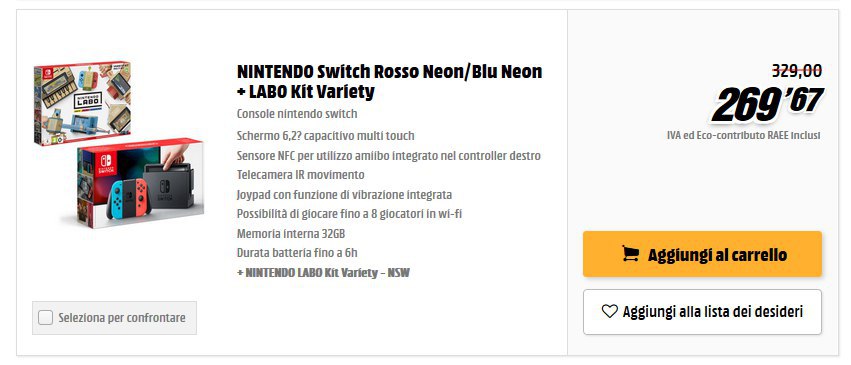 NINTENDO Switch Rosso Neon/Blu Neon
+ LABO Kit Variety
Console nintendo switch
Schermo 6,2? capacitivo multi touch
Sensore NFC per utilizzo amiibo integrato nel controller destro
Telecamera IR movimento
Joypad con funzione di vibrazione integrata
Possibilità di giocare fino a 8 giocatori in wi-fi
Memoria interna 32GB
Durata batteria fino a 6h
+ NINTENDO LABO Kit Variety - NSW
NINTENDO
LABO
Seleziona per confrontare
329,00
269'67
IVA ed Eco-contributo RAEE inclusi
Aggiungi al carrello
Aggiungi alla lista dei desideri